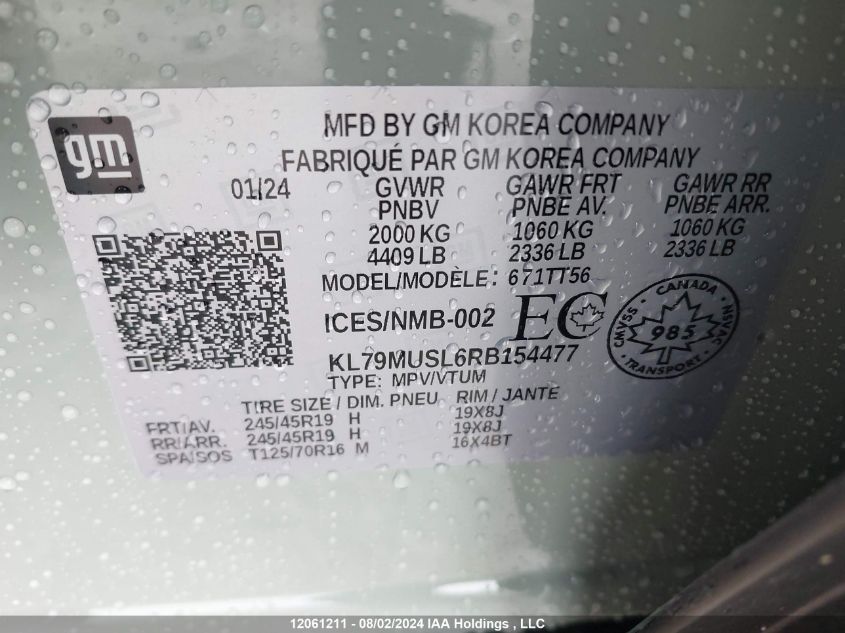 gm
MFD BY GM KOREA COMPANY
FABRIQUÉ PAR GM KOREA COMPANY
01/24 GVWR GAWR FRT GAWR RR
PNBV PNBE AV. PNBE ARR.
2000 KG 1060 KG 1060 KG
4409 LB 2336 LB 2336 LB
MODEL/MODÈLE: 671TT56
ICES/NMB-002 EC
CANADA
CMVSS 985 NSVAC
TRANSPORT
KL79MUSL6RB154477
TYPE: MPV/VTUM
TIRE SIZE / DIM. PNEU RIM / JANTE
FRT/AV. 245/45R19 H 19X8J
RR/ARR. 245/45R19 H 19X8J
SPA/SOS T125/70R16 M 16X4BT
12061211 - 08/02/2024 IAA Holdings , LLC